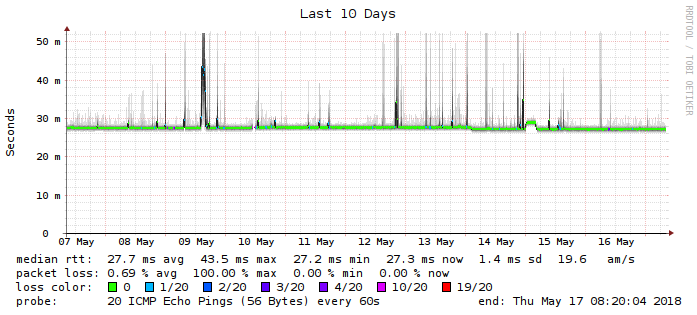 Last 10 Days
RRDTOOL / TOBI OETIKER
Seconds
50 m
40 m
30 m
20 m
10 m
0
07 May 08 May 09 May 10 May 11 May 12 May 13 May 14 May 15 May 16 May
median rtt: 27.7 ms avg 43.5 ms max 27.2 ms min 27.3 ms now 1.4 ms sd 19.6 am/s
packet loss: 0.69 % avg 100.00 % max 0.00 % min 0.00 % now
loss color: 0 1/20 2/20 3/20 4/20 10/20 19/20
probe: 20 ICMP Echo Pings (56 Bytes) every 60s end: Thu May 17 08:20:04 2018